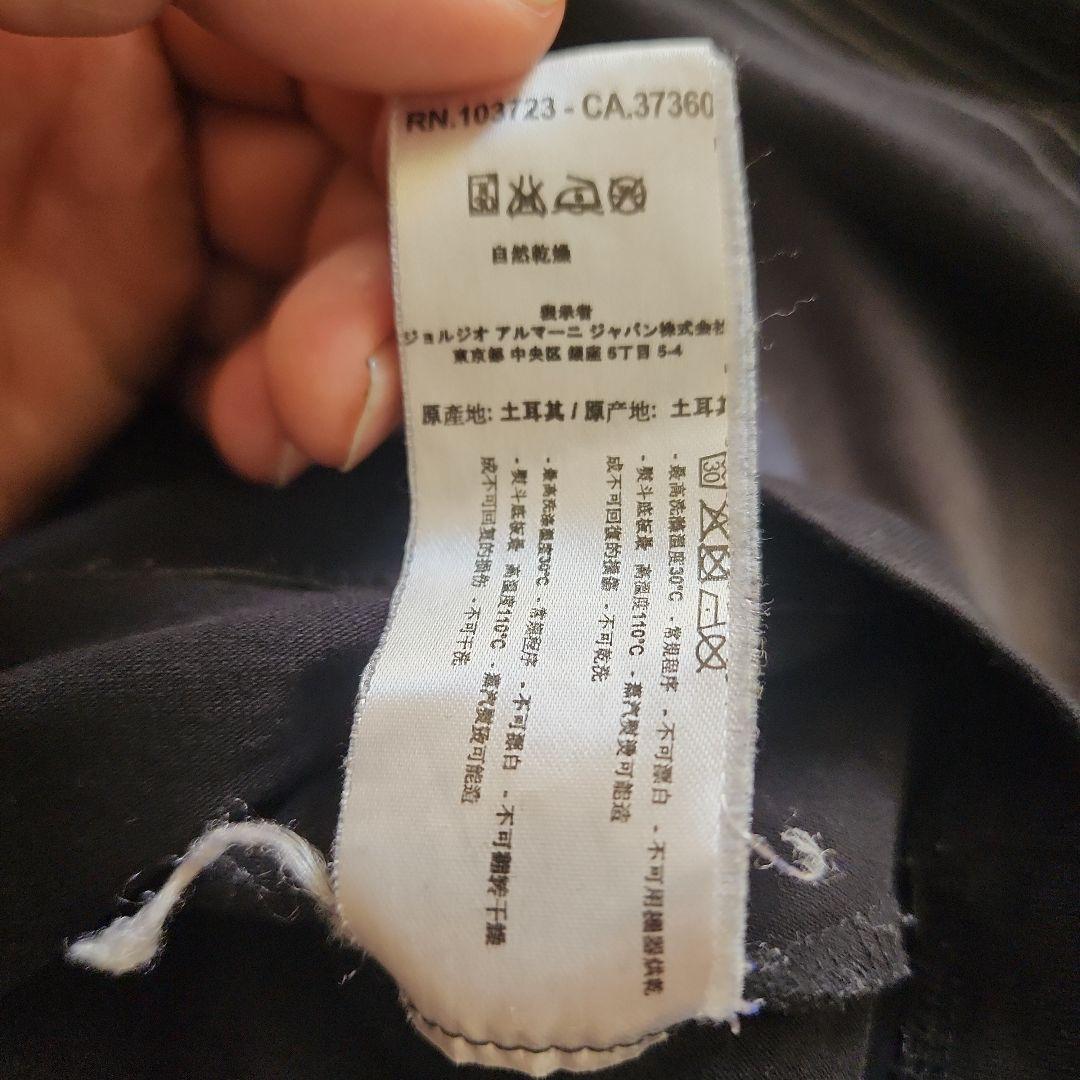 RN.103723 - CA.37360
自然乾燥
表示者
ジョルジオ アルマーニ ジャパン株式会社
東京都 中央区 銀座 5丁目 5-4
原產地: 土耳其 / 原产地: 土耳其
30
- 最高洗滌溫度30°C - 常規程序 - 不可漂白 - 不可用機器烘乾
- 熨斗底板最 高溫度110°C - 蒸汽熨燙可能造
成不可回復的損害 - 不可乾洗
- 最高洗涤温度30°C - 常规程序 - 不可漂白 - 不可翻转干燥
- 熨斗底板最 高温度110°C - 蒸汽熨烫可能造
成不可回复的损伤 - 不可干洗